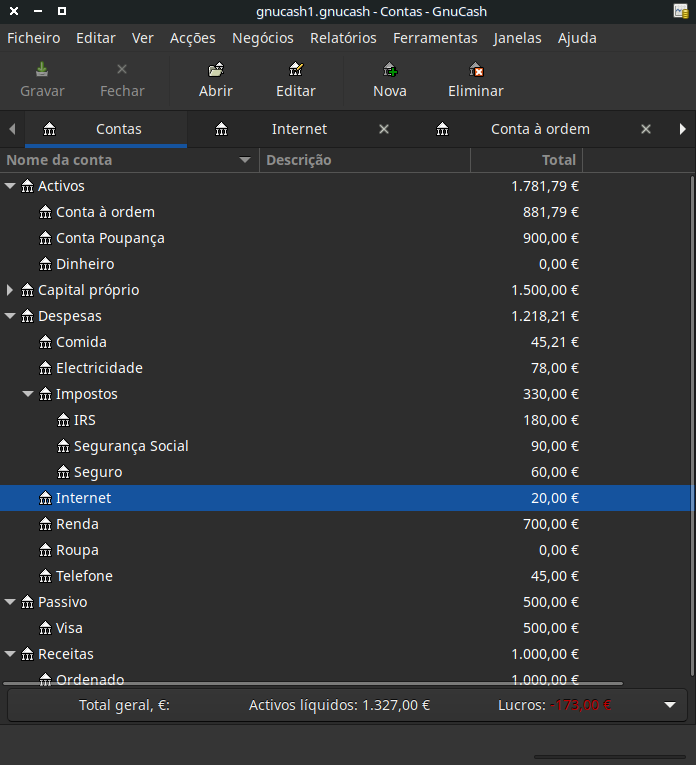 gnucash1.gnucash - Contas - GnuCash
Ficheiro Editar Ver Acções Negócios Relatórios Ferramentas Janelas Ajuda
Gravar Fechar Abrir Editar Nova Eliminar
Contas Internet Conta à ordem
Nome da conta Descrição Total
Activos 1.781,79 €
Conta à ordem 881,79 €
Conta Poupança 900,00 €
Dinheiro 0,00 €
Capital próprio 1.500,00 €
Despesas 1.218,21 €
Comida 45,21 €
Electricidade 78,00 €
Impostos 330,00 €
IRS 180,00 €
Segurança Social 90,00 €
Seguro 60,00 €
Internet 20,00 €
Renda 700,00 €
Roupa 0,00 €
Telefone 45,00 €
Passivo 500,00 €
Visa 500,00 €
Receitas 1.000,00 €
Ordenado 1.000,00 €
Total geral, €: Activos líquidos: 1.327,00 € Lucros: -173,00 €